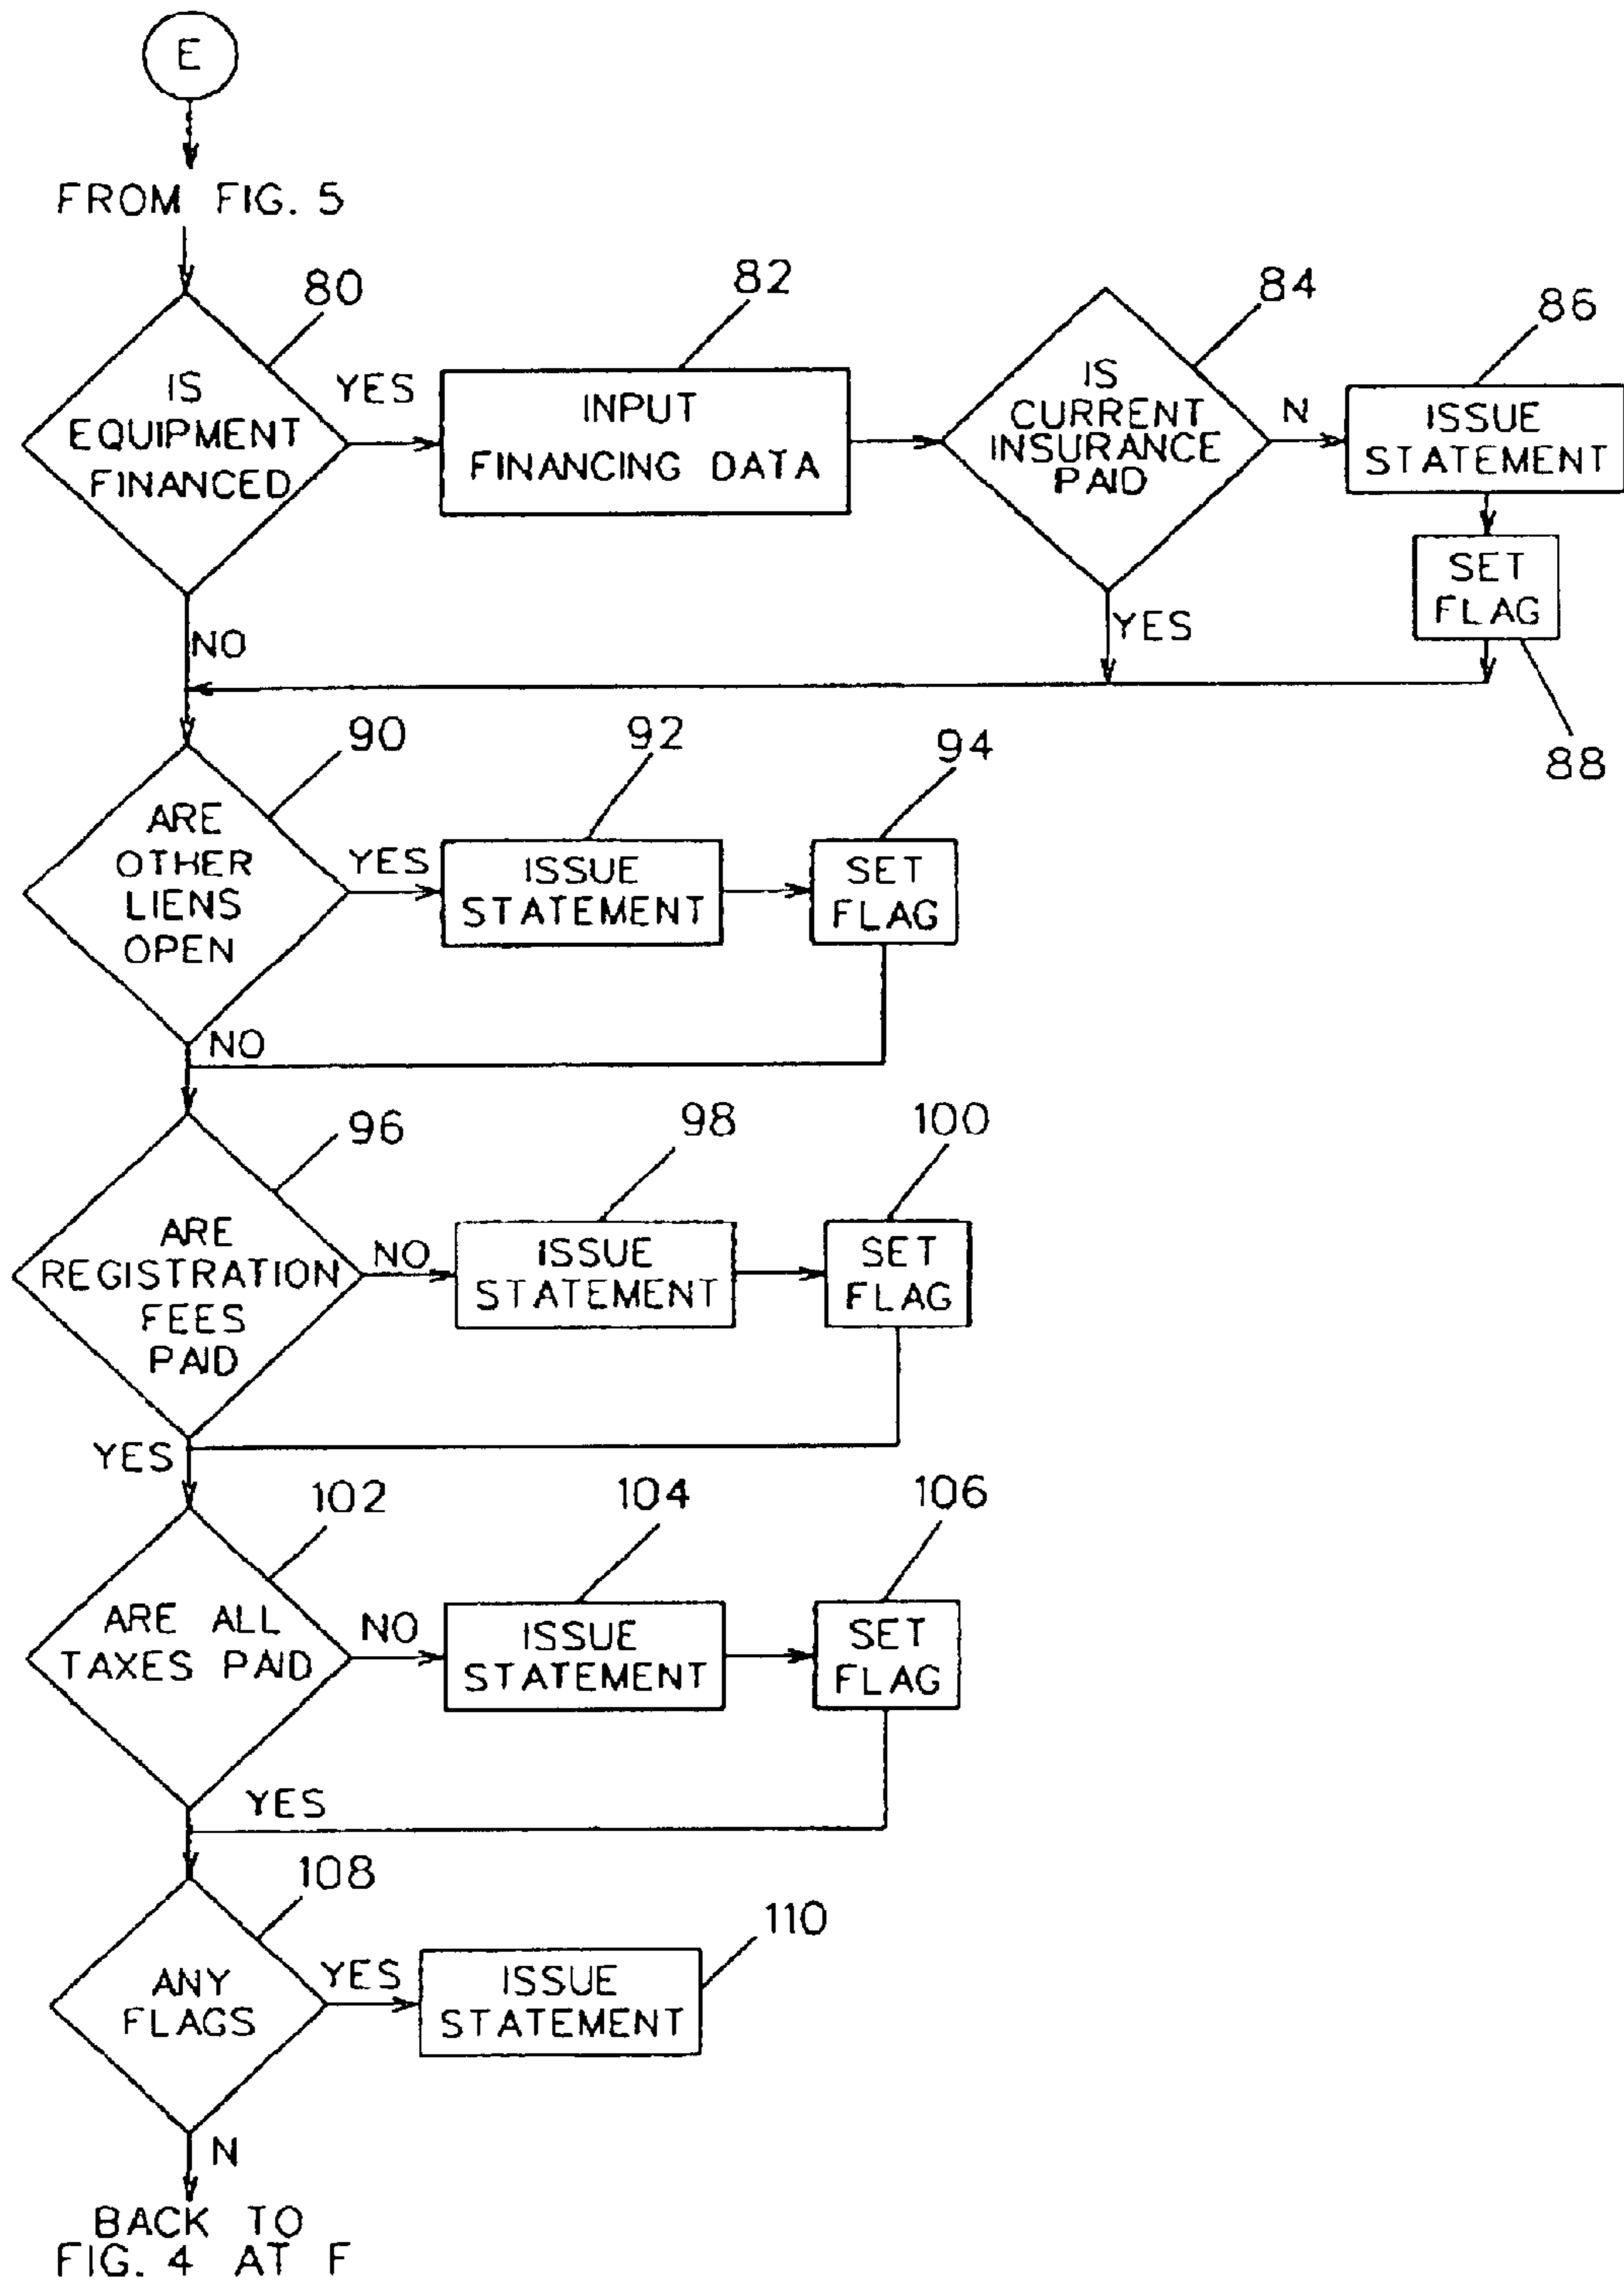 E
FROM FIG. 5
80
IS
EQUIPMENT
FINANCED
YES
NO
82
INPUT
FINANCING DATA
84
IS
CURRENT
INSURANCE
PAID
N
YES
86
ISSUE
STATEMENT
SET
FLAG
88
90
ARE
OTHER
LIENS
OPEN
YES
NO
92
ISSUE
STATEMENT
94
SET
FLAG
96
ARE
REGISTRATION
FEES
PAID
NO
YES
98
ISSUE
STATEMENT
100
SET
FLAG
102
ARE ALL
TAXES PAID
NO
YES
104
ISSUE
STATEMENT
106
SET
FLAG
108
ANY
FLAGS
YES
N
110
ISSUE
STATEMENT
BACK TO
FIG. 4 AT F